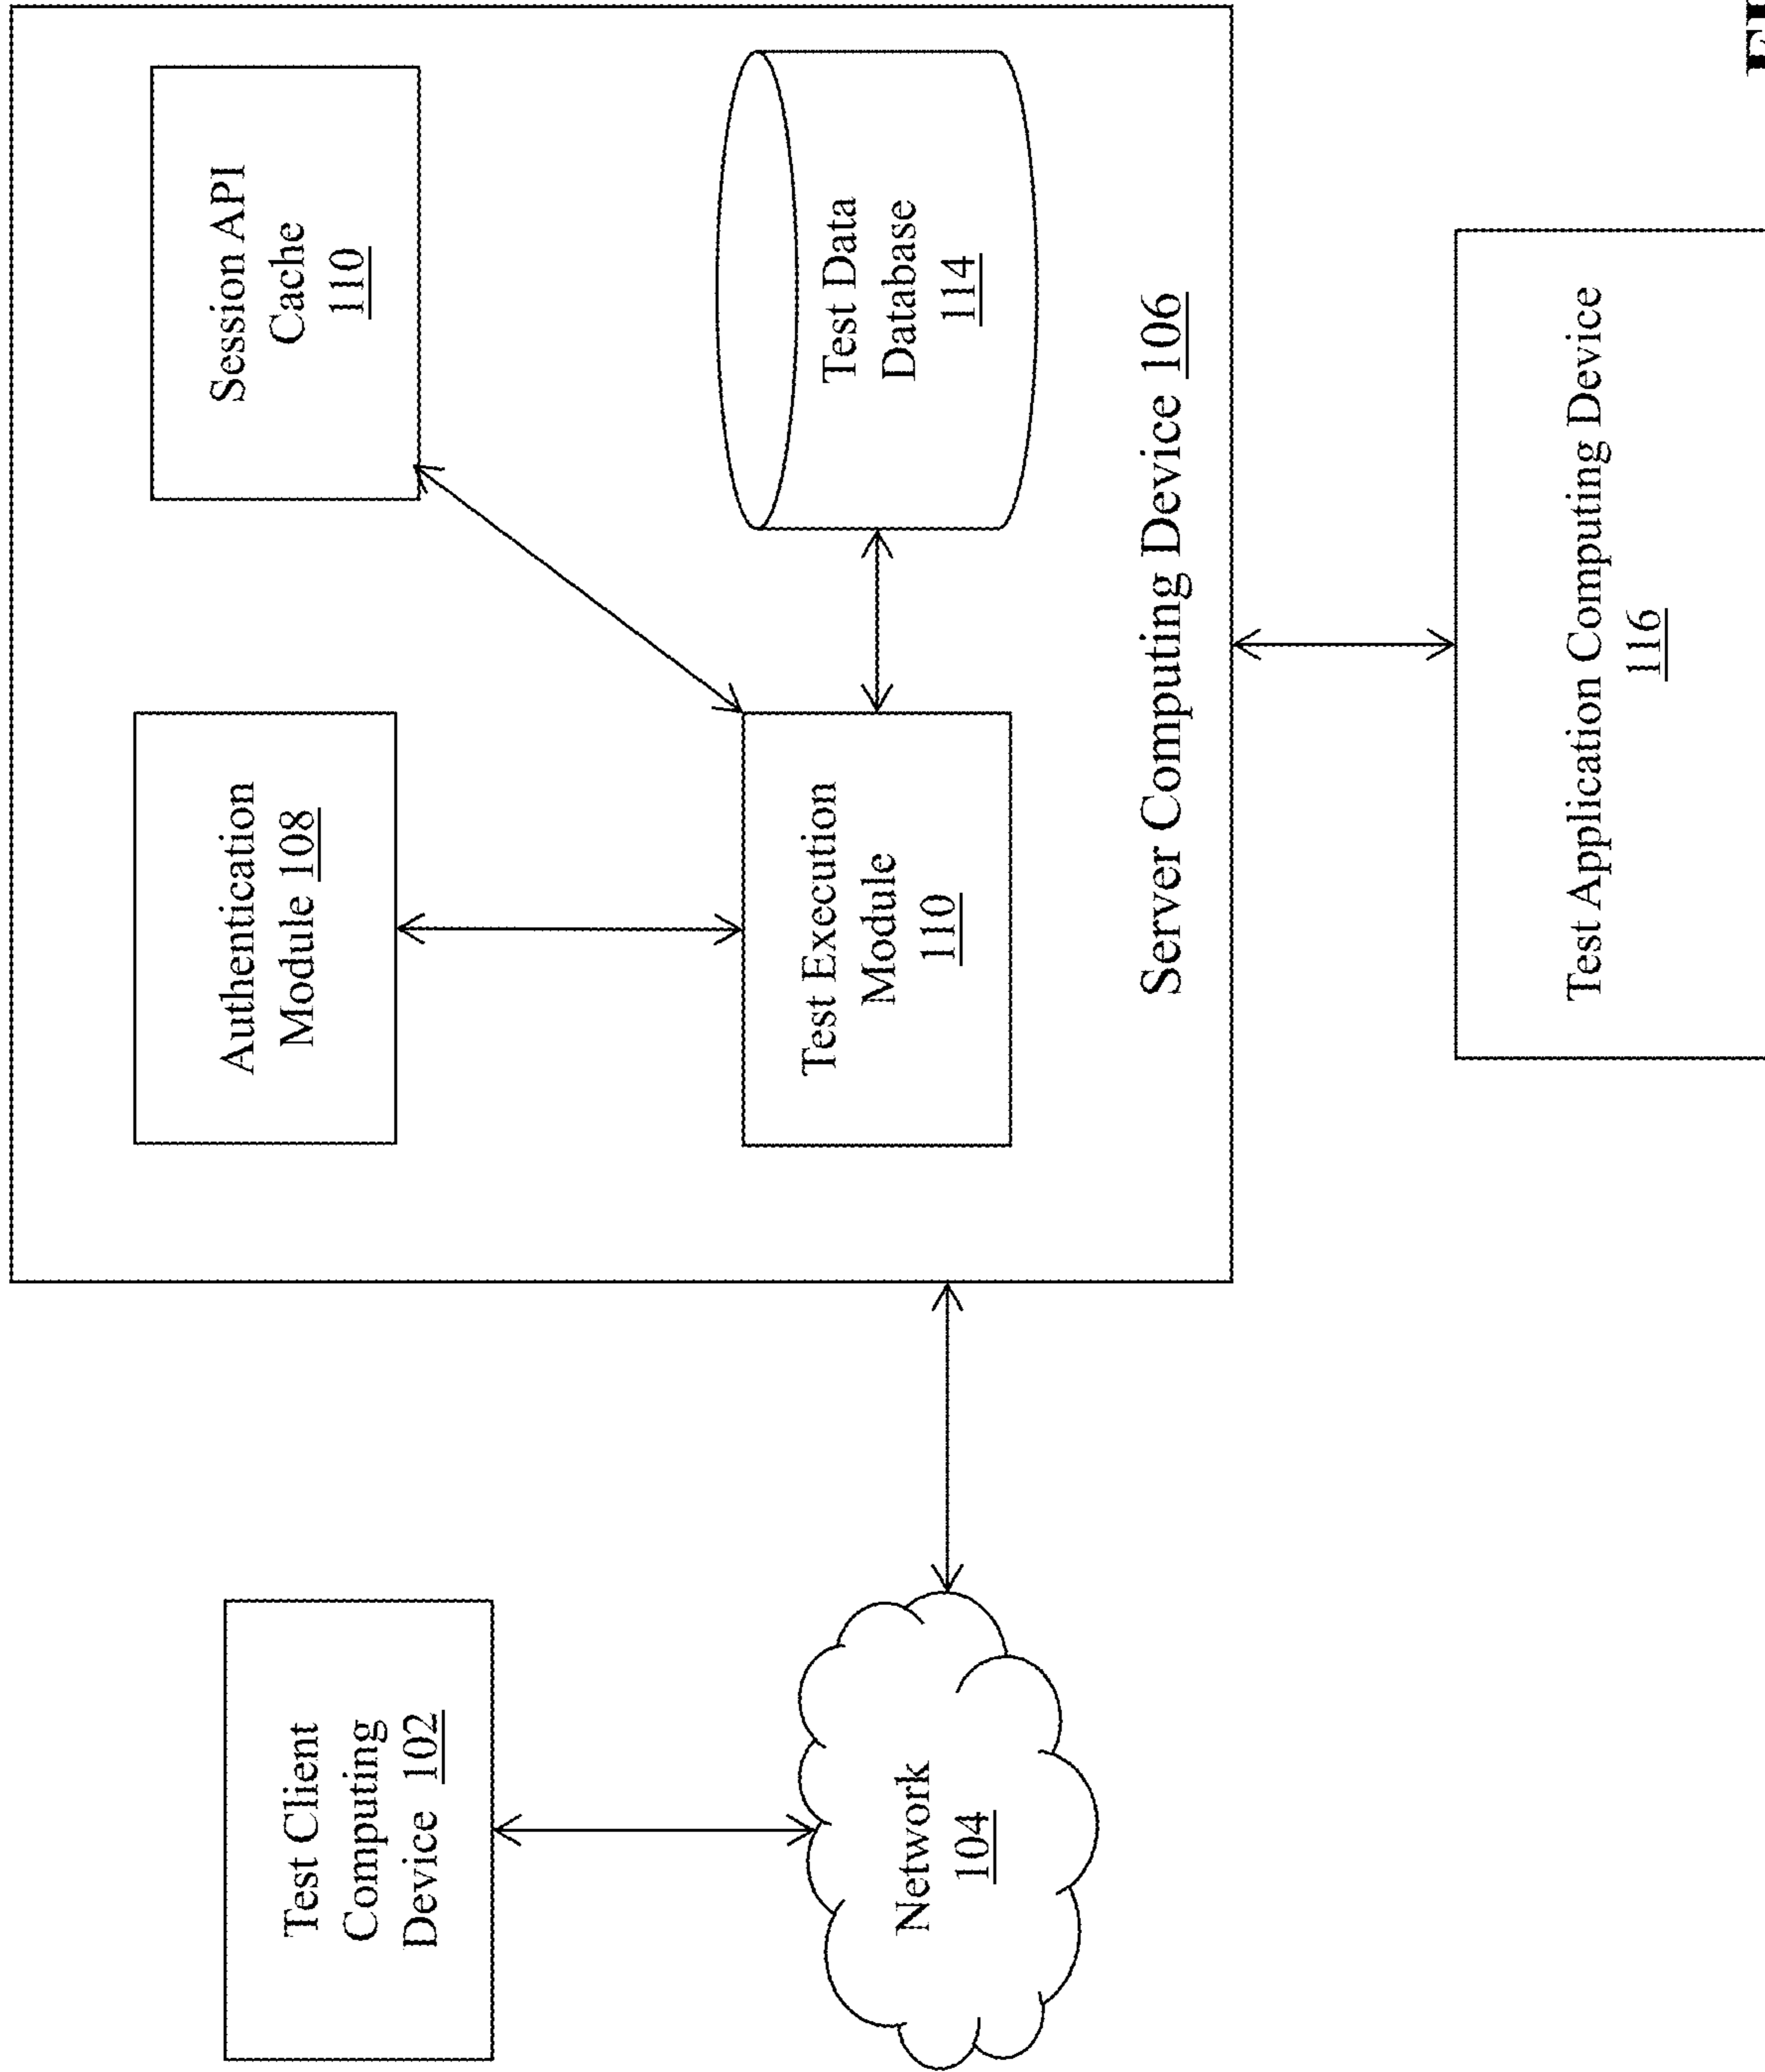 Test Client
Computing
Device 102
Network
104
Authentication
Module 108
Session API
Cache
110
Test Execution
Module
110
Test Data
Database
114
Server Computing Device 106
Test Application Computing Device
116